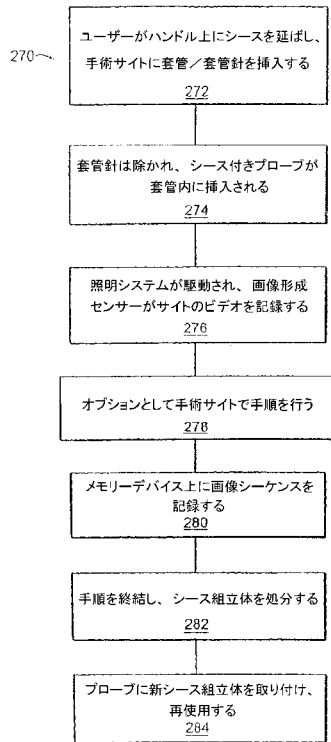 270
ユーザーがハンドル上にシースを延ばし、
手術サイトに套管／套管針を挿入する
272
套管針は除かれ、シース付きプローブが
套管内に挿入される
274
照明システムが駆動され、画像形成
センサーがサイトのビデオを記録する
276
オプションとして手術サイトで手順を行う
278
メモリーデバイス上に画像シーケンスを
記録する
280
手順を終結し、シース組立体を処分する
282
プローブに新シース組立体を取り付け、
再使用する
284